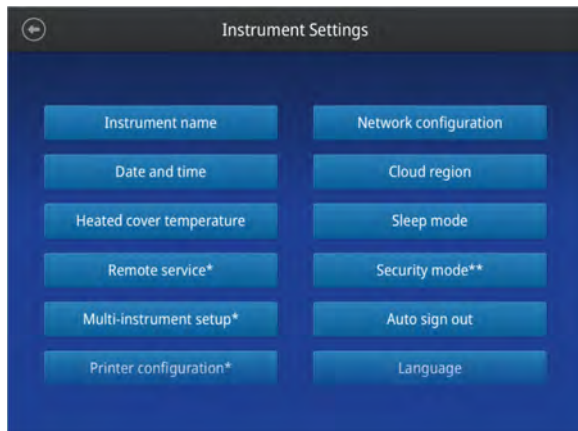 Instrument Settings
Instrument name
Network configuration
Date and time
Cloud region
Heated cover temperature
Sleep mode
Remote service*
Security mode**
Multi-instrument setup*
Auto sign out
Printer configuration*
Language